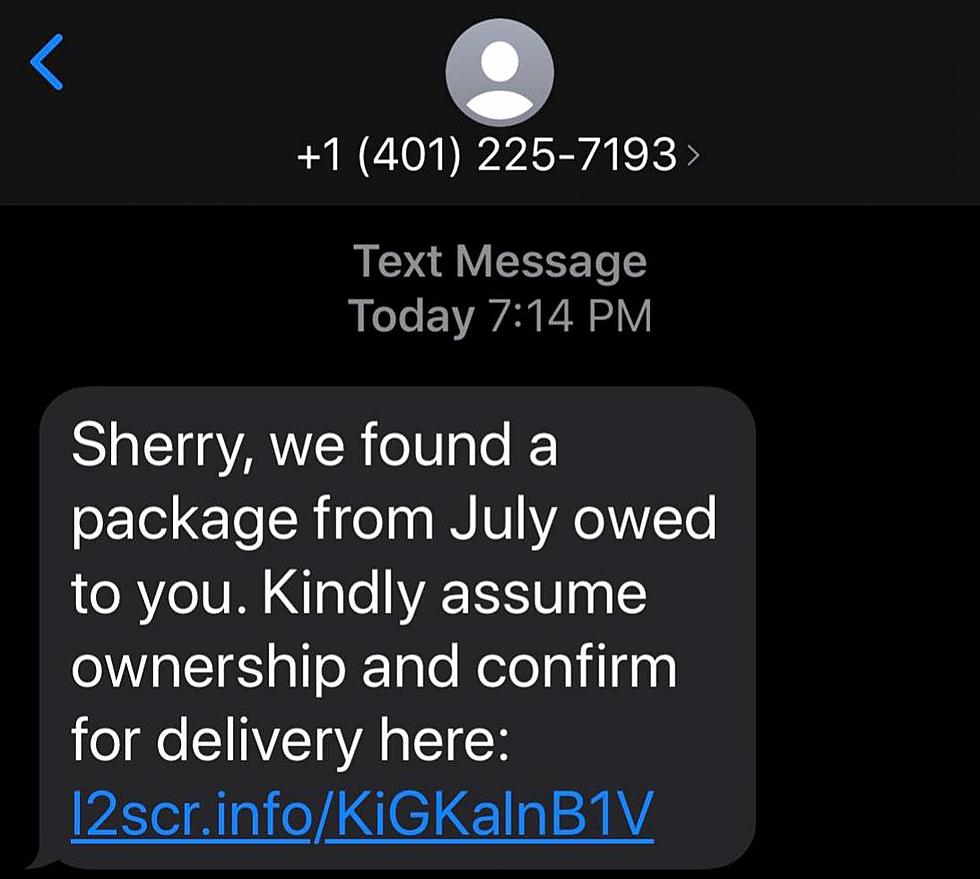 +1 (401) 225-7193
Text Message
Today 7:14 PM
Sherry, we found a
package from July owed
to you. Kindly assume
ownership and confirm
for delivery here:
l2scr.info/KiGKalnB1V